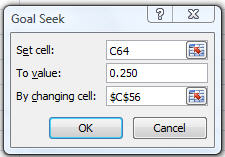 Goal Seek ?
Set cell: C64
To value: 0.250
By changing cell: $C$56
OK Cancel